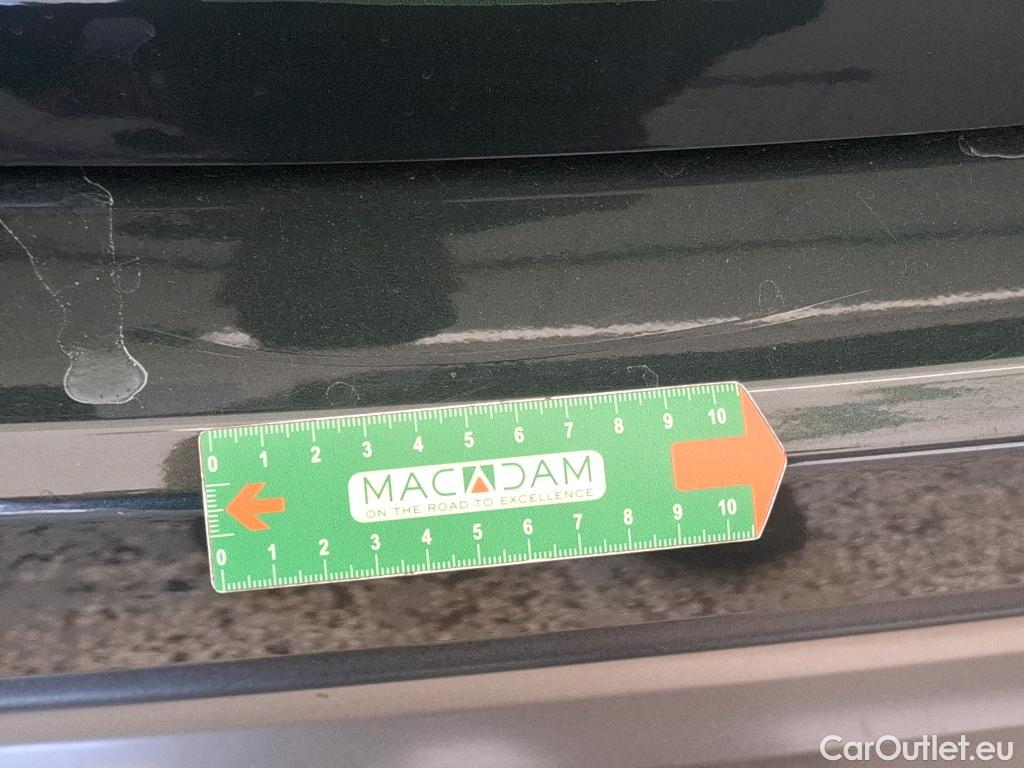 0 1 2 3 4 5 6 7 8 9 10
MACADAM
ON THE ROAD TO EXCELLENCE
0 1 2 3 4 5 6 7 8 9 10
CarOutlet.eu